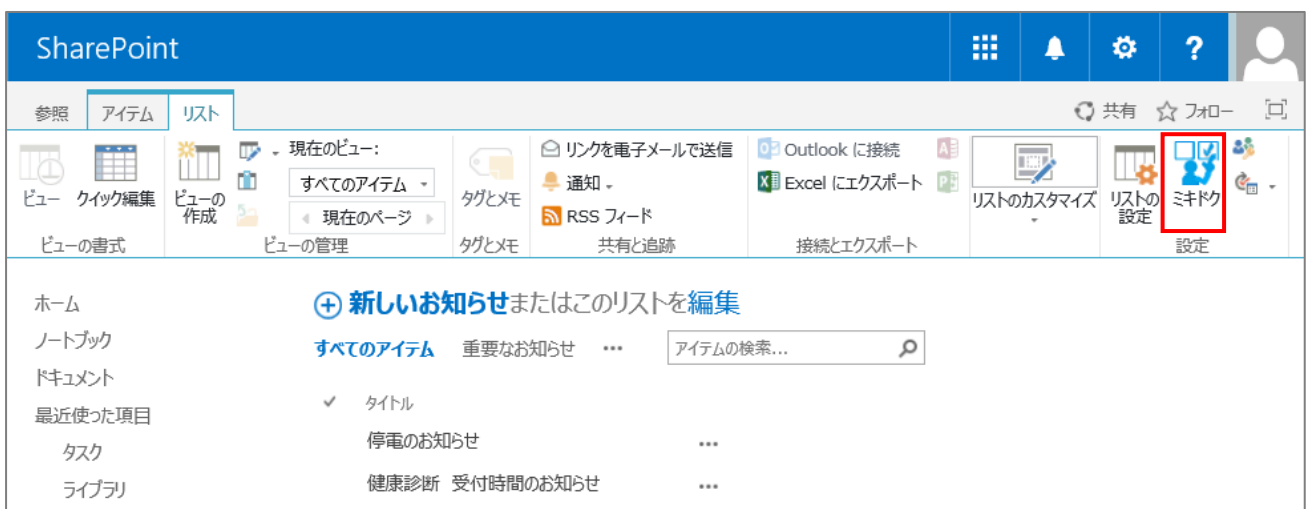 SharePoint
?
参照 アイテム リスト 共有 フォロー
ビュー クイック編集
ビューの書式
ビューの作成
現在のビュー:
すべてのアイテム
現在のページ
ビューの管理
タグとメモ
タグとメモ
リンクを電子メールで送信
通知
RSS フィード
共有と追跡
Outlook に接続
Excel にエクスポート
接続とエクスポート
リストのカスタマイズ
リストの
設定
ミキドク
設定
ホーム
ノートブック
ドキュメント
最近使った項目
タスク
ライブラリ
新しいお知らせまたはこのリストを編集
すべてのアイテム 重要なお知らせ ••• アイテムの検索...
タイトル
停電のお知らせ •••
健康診断 受付時間のお知らせ •••